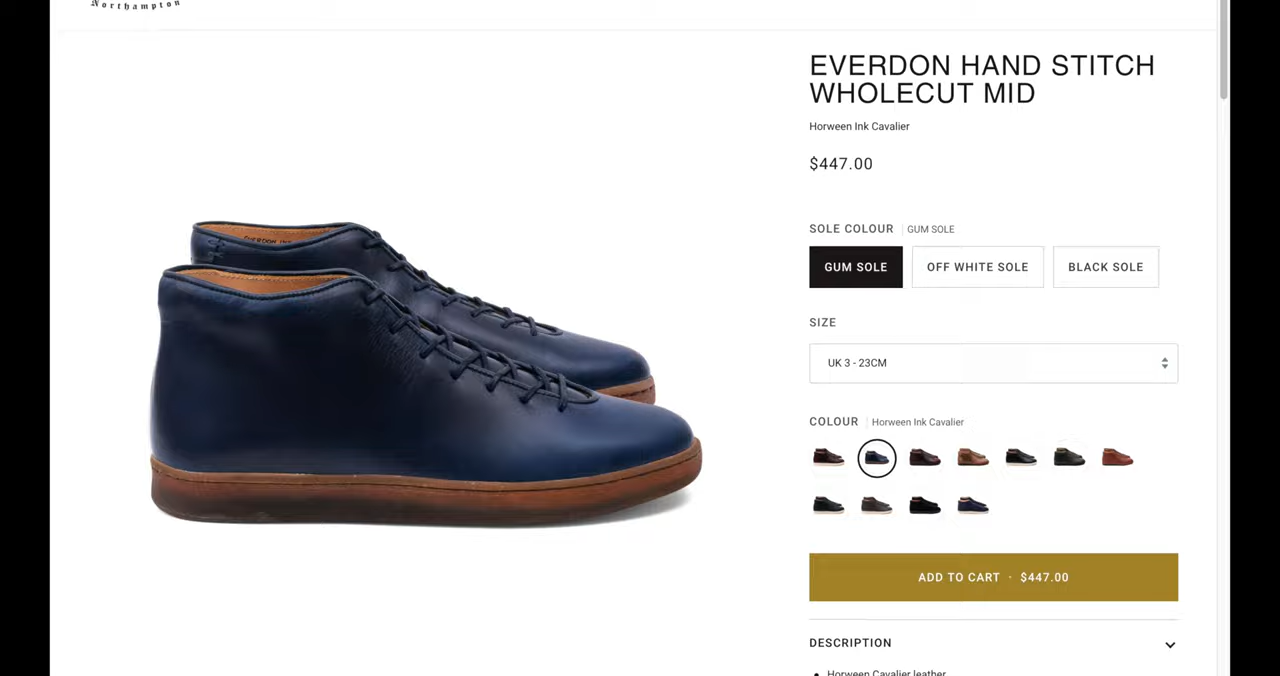 Northampton
EVERDON HAND STITCH
WHOLECUT MID
Horween Ink Cavalier
$447.00
SOLE COLOUR | GUM SOLE
GUM SOLE
OFF WHITE SOLE
BLACK SOLE
SIZE
UK 3 - 23CM
COLOUR | Horween Ink Cavalier
ADD TO CART · $447.00
DESCRIPTION
• Horween Cavalier leather